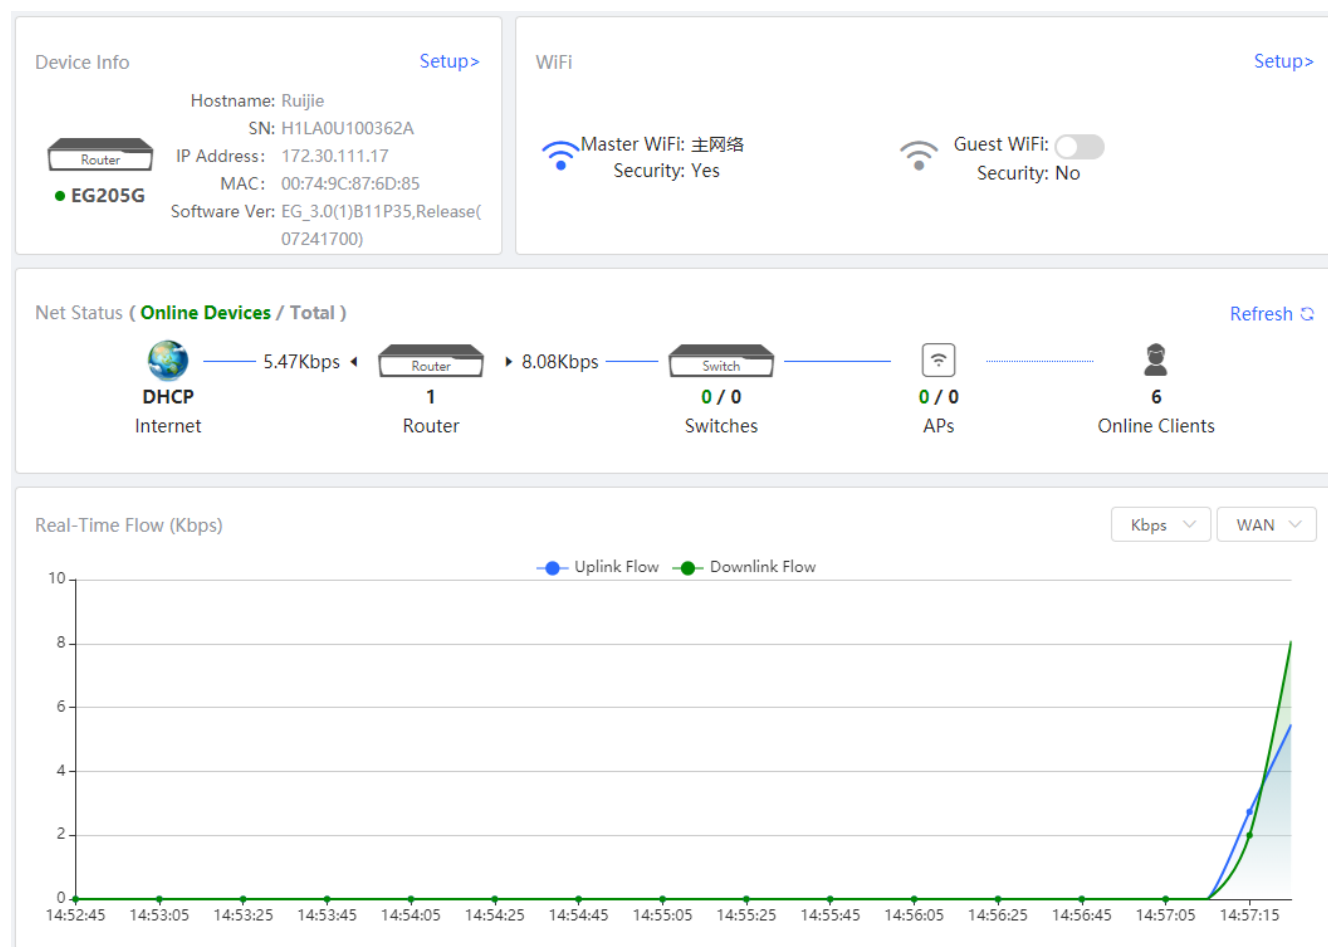 Device Info
Setup>
Hostname: Ruijie
SN: H1LA0U100362A
IP Address: 172.30.111.17
MAC: 00:74:9C:87:6D:85
Software Ver: EG_3.0(1)B11P35,Release(
07241700)
Router
EG205G
WiFi
Setup>
Master WiFi: 主网络
Security: Yes
Guest WiFi:
Security: No
Net Status ( Online Devices / Total )
Refresh
5.47Kbps
Router
8.08Kbps
Switch
DHCP
1
0 / 0
0 / 0
6
Internet
Router
Switches
APs
Online Clients
Real-Time Flow (Kbps)
Kbps
WAN
Uplink Flow
Downlink Flow
10
8
6
4
2
0
14:52:45 14:53:05 14:53:25 14:53:45 14:54:05 14:54:25 14:54:45 14:55:05 14:55:25 14:55:45 14:56:05 14:56:25 14:56:45 14:57:05 14:57:15